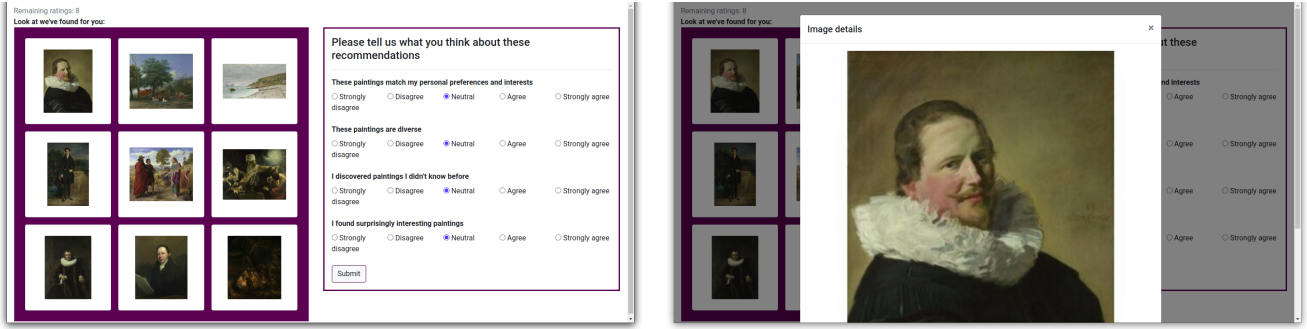 Remaining ratings: 8
Look at we've found for you:
Please tell us what you think about these
recommendations
These paintings match my personal preferences and interests
Strongly disagree Disagree Neutral Agree Strongly agree
These paintings are diverse
Strongly disagree Disagree Neutral Agree Strongly agree
I discovered paintings I didn't know before
Strongly disagree Disagree Neutral Agree Strongly agree
I found surprisingly interesting paintings
Strongly disagree Disagree Neutral Agree Strongly agree
Submit
Remaining ratings: 8
Look at we've found for you:
Image details ×
ut these
nd interests
Agree Strongly agree
Agree Strongly agree
Agree Strongly agree
Agree Strongly agree